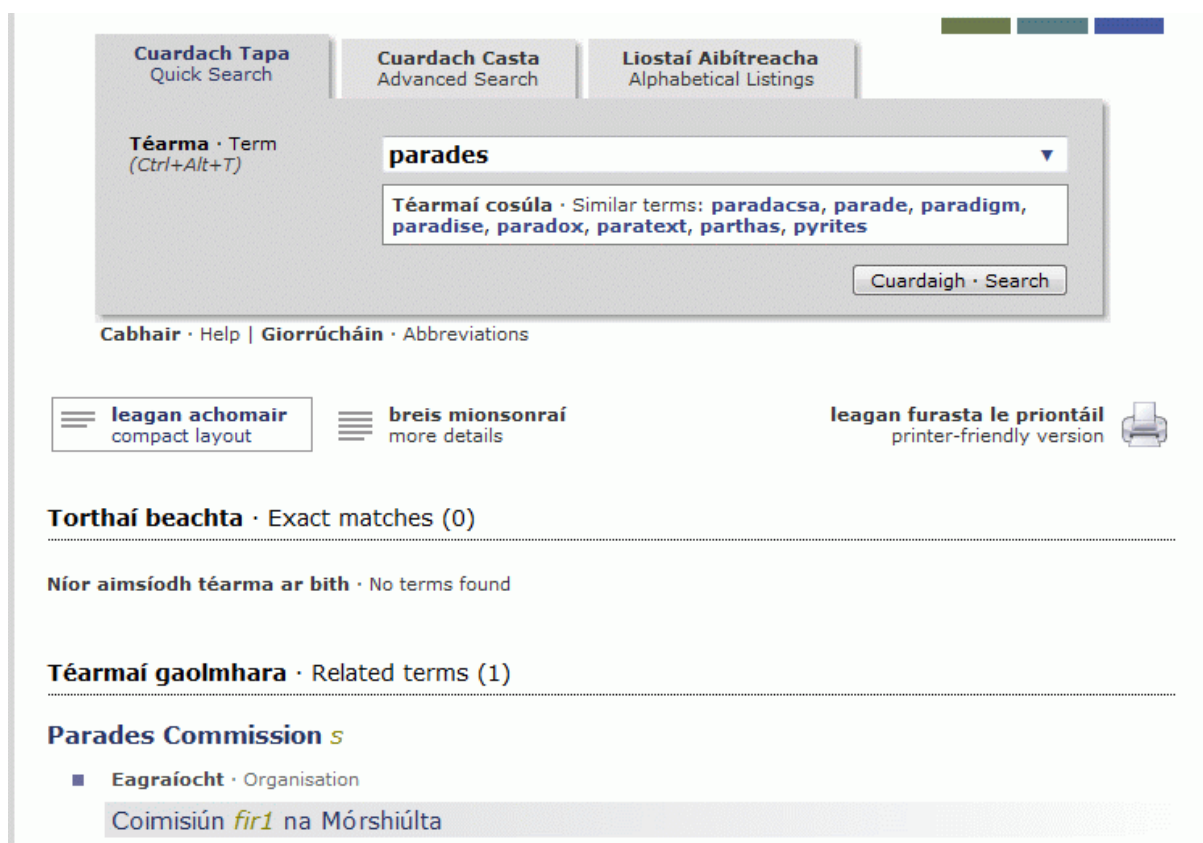 Cuardach Tapa
Quick Search
Cuardach Casta
Advanced Search
Liostaí Aibítreacha
Alphabetical Listings
Téarma · Term
(Ctrl+Alt+T)
parades
Téarmaí cosúla · Similar terms: paradacsa, parade, paradigm,
paradise, paradox, paratext, parthas, pyrites
Cuardaigh · Search
Cabhair · Help | Giorrúcháin · Abbreviations
leagan achomair
compact layout
breis mionsonraí
more details
leagan furasta le priontáil
printer-friendly version
Torthaí beachta · Exact matches (0)
Níor aimsíodh téarma ar bith · No terms found
Téarmaí gaolmhara · Related terms (1)
Parades Commission s
Eagraíocht · Organisation
Coimisiún fir1 na Mórshiúlta